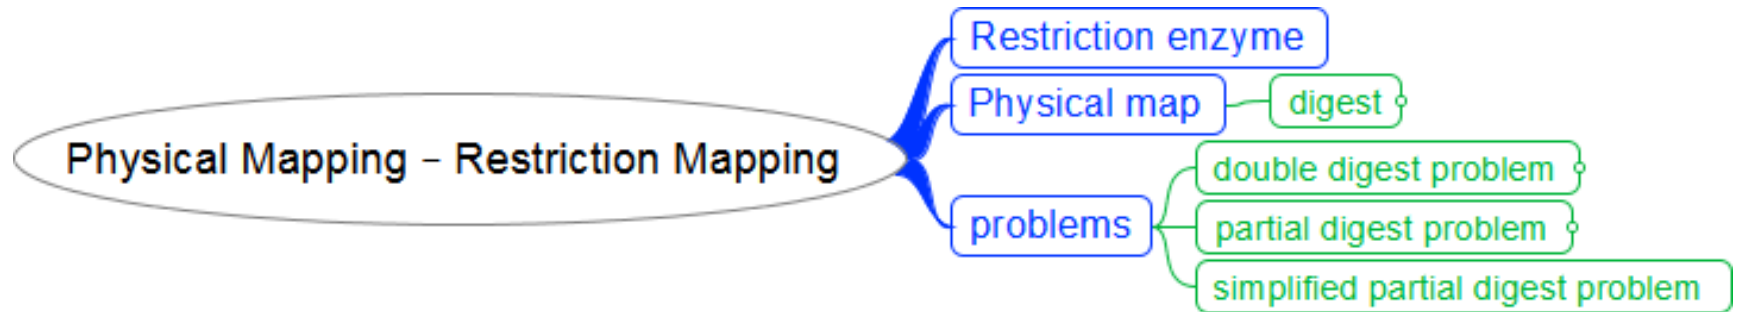 Physical Mapping – Restriction Mapping
Restriction enzyme
Physical map
digest
problems
double digest problem
partial digest problem
simplified partial digest problem